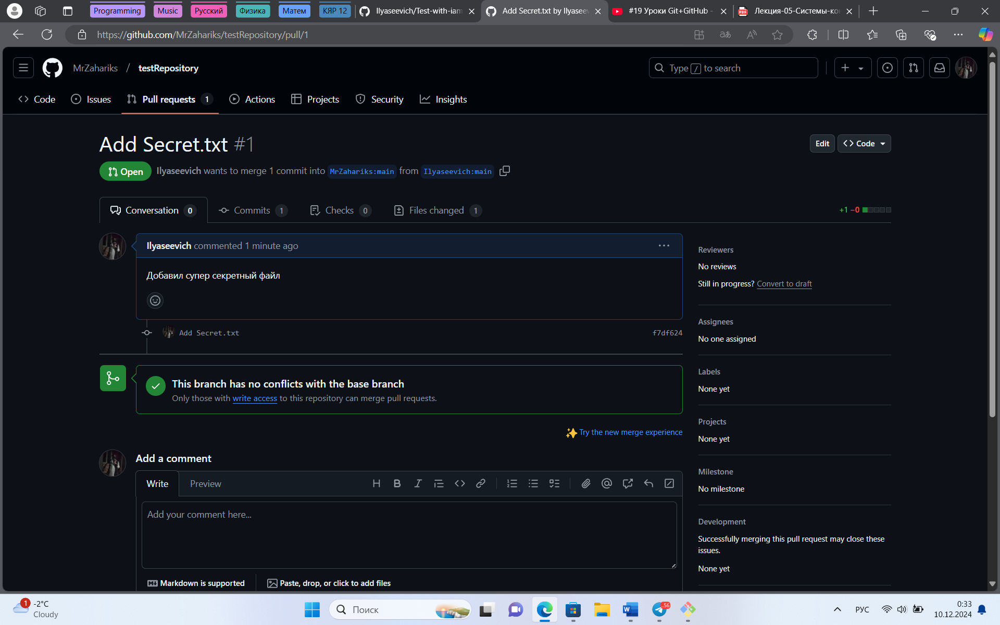 Programming Music Русский Физика Матем КЯР 12 Ilyaseevich/Test-with-iam Add Secret.txt by Ilyaseev #19 Уроки Git+GitHub - Лекция-05-Системы-ко
https://github.com/MrZahariks/testRepository/pull/1
MrZahariks / testRepository Type / to search
Code Issues Pull requests 1 Actions Projects Security Insights
Add Secret.txt #1 Edit Code
Open Ilyaseevich wants to merge 1 commit into MrZahariks:main from Ilyaseevich:main
Conversation 0 Commits 1 Checks 0 Files changed 1 +1 −0
Ilyaseevich commented 1 minute ago
Добавил супер секретный файл
Add Secret.txt f7df624
This branch has no conflicts with the base branch
Only those with write access to this repository can merge pull requests.
Try the new merge experience
Add a comment
Write Preview
Add your comment here...
Markdown is supported Paste, drop, or click to add files
Reviewers
No reviews
Still in progress? Convert to draft
Assignees
No one assigned
Labels
None yet
Projects
None yet
Milestone
No milestone
Development
Successfully merging this pull request may close these
issues.
None yet
1 -2°C
Cloudy
Поиск
56
РУС
0:33
10.12.2024